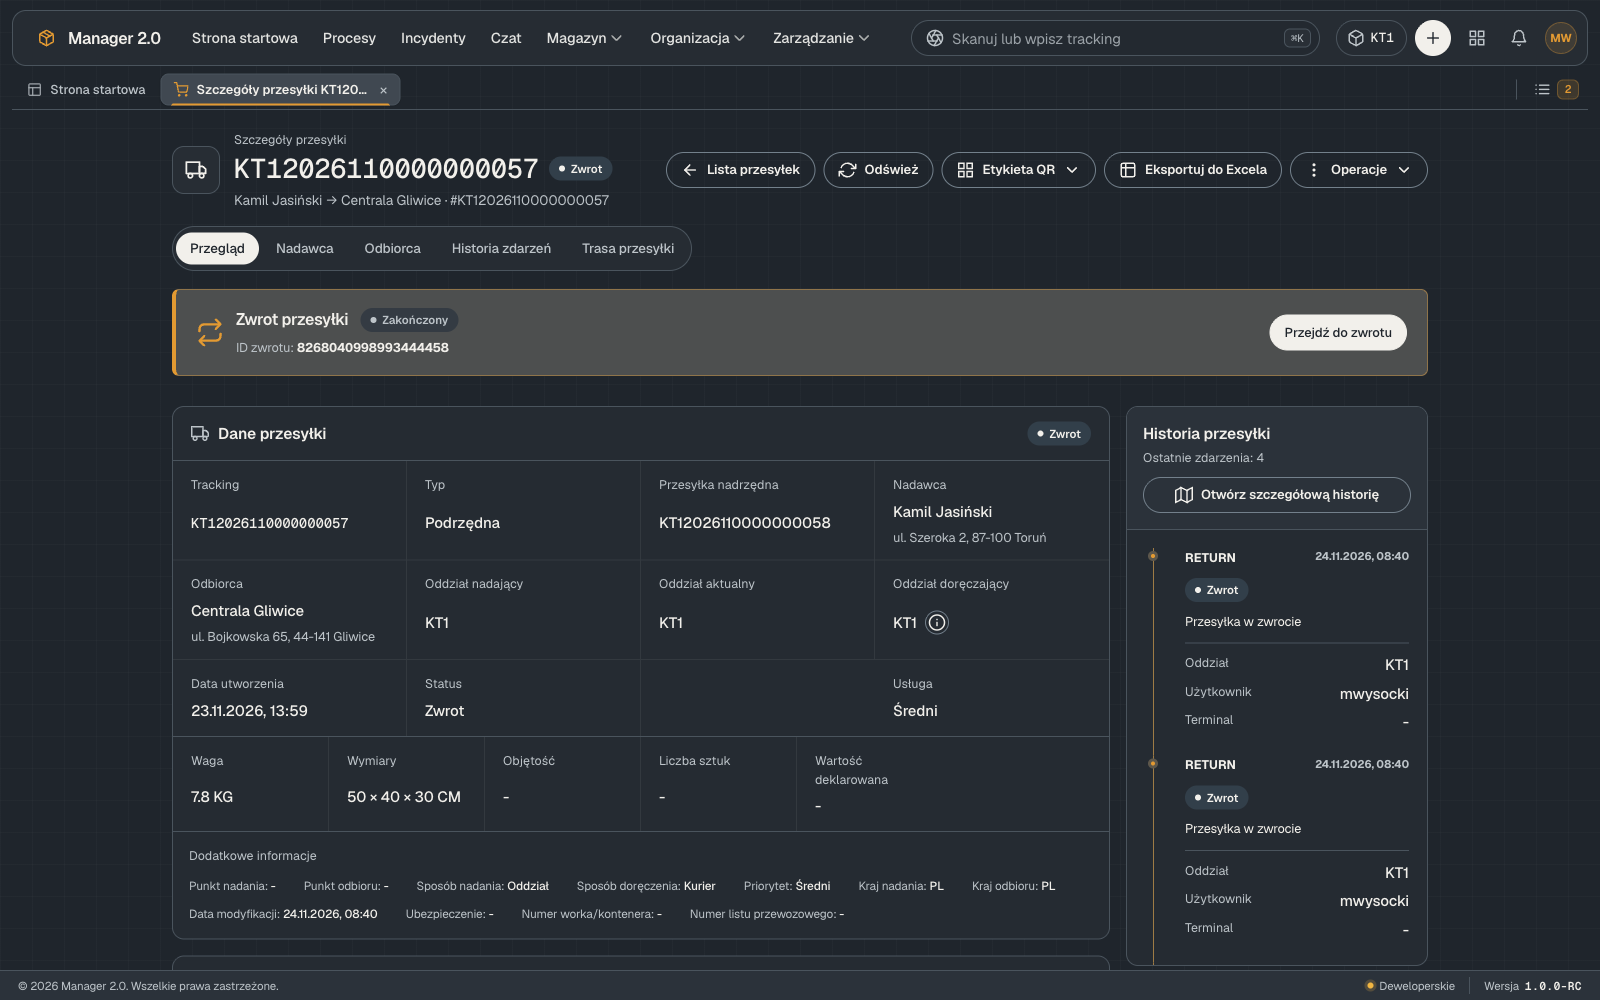 Manager 2.0
Strona startowa
Procesy
Incydenty
Czat
Magazyn
Organizacja
Zarządzanie
Skanuj lub wpisz tracking
⌘K
KT1
MW
Strona startowa
Szczegóły przesyłki KT120...
×
2
Szczegóły przesyłki
KT12026110000000057
Zwrot
Kamil Jasiński → Centrala Gliwice · #KT12026110000000057
Lista przesyłek
Odśwież
Etykieta QR
Eksportuj do Excela
Operacje
Przegląd
Nadawca
Odbiorca
Historia zdarzeń
Trasa przesyłki
Zwrot przesyłki
Zakończony
ID zwrotu: 8268040998993444458
Przejdź do zwrotu
Dane przesyłki
Zwrot
Tracking
KT12026110000000057
Typ
Podrzędna
Przesyłka nadrzędna
KT12026110000000058
Nadawca
Kamil Jasiński
ul. Szeroka 2, 87-100 Toruń
Odbiorca
Centrala Gliwice
ul. Bojkowska 65, 44-141 Gliwice
Oddział nadający
KT1
Oddział aktualny
KT1
Oddział doręczający
KT1
Data utworzenia
23.11.2026, 13:59
Status
Zwrot
Usługa
Średni
Waga
7.8 KG
Wymiary
50 × 40 × 30 CM
Objętość
-
Liczba sztuk
-
Wartość
deklarowana
-
Dodatkowe informacje
Punkt nadania: -
Punkt odbioru: -
Sposób nadania: Oddział
Sposób doręczenia: Kurier
Priorytet: Średni
Kraj nadania: PL
Kraj odbioru: PL
Data modyfikacji: 24.11.2026, 08:40
Ubezpieczenie: -
Numer worka/kontenera: -
Numer listu przewozowego: -
Historia przesyłki
Ostatnie zdarzenia: 4
Otwórz szczegółową historię
RETURN
24.11.2026, 08:40
Zwrot
Przesyłka w zwrocie
Oddział
KT1
Użytkownik
mwysocki
Terminal
-
RETURN
24.11.2026, 08:40
Zwrot
Przesyłka w zwrocie
Oddział
KT1
Użytkownik
mwysocki
Terminal
-
© 2026 Manager 2.0. Wszelkie prawa zastrzeżone.
Deweloperskie
Wersja 1.0.0-RC